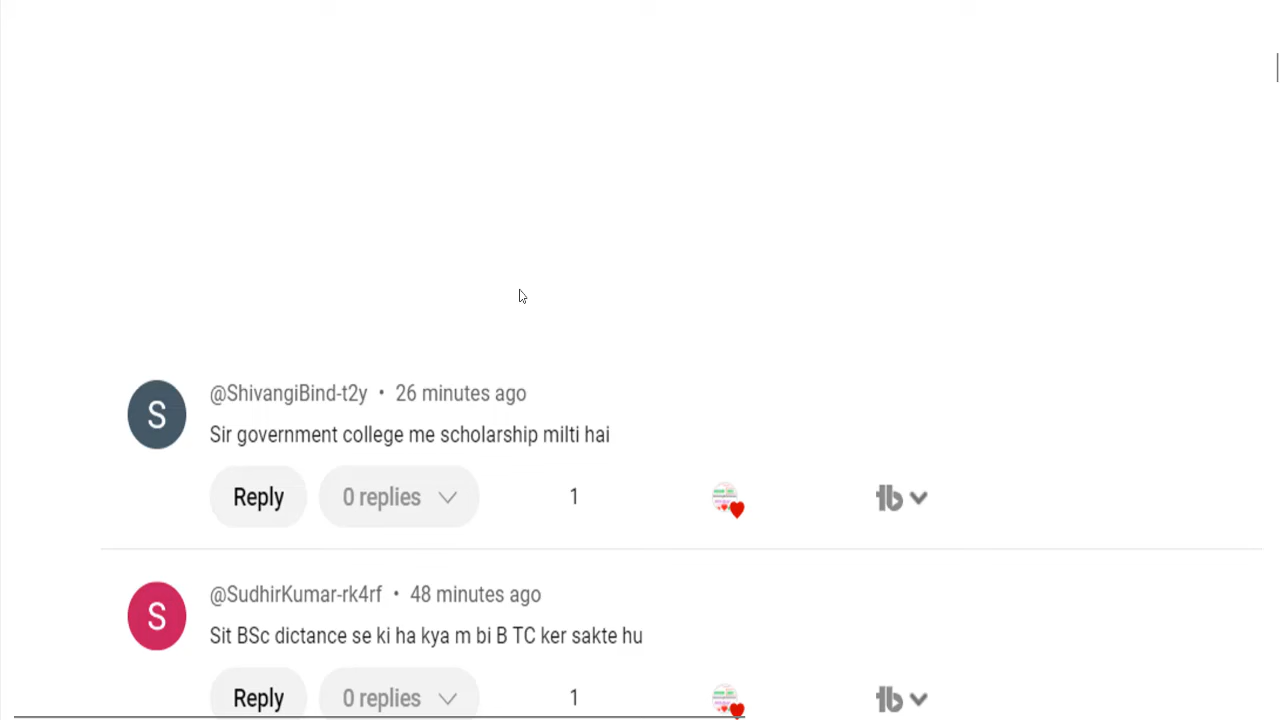 @ShivangiBind-t2y • 26 minutes ago
Sir government college me scholarship milti hai
Reply 0 replies 1
@SudhirKumar-rk4rf • 48 minutes ago
Sit BSc dictance se ki ha kya m bi B TC ker sakte hu
Reply 0 replies 1